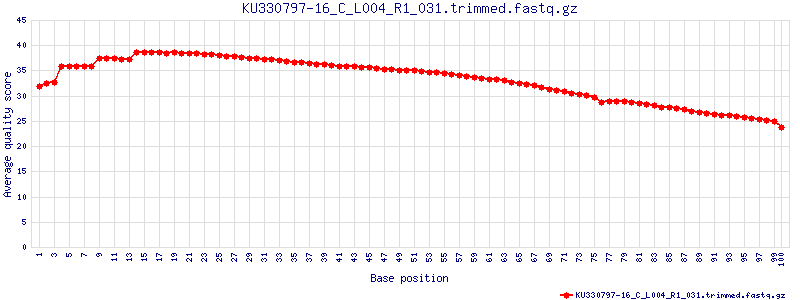 KU330797-16_C_L004_R1_031.trimmed.fastq.gz
45
40
35
30
25
20
15
10
5
0
Average quality score
1 3 5 7 9 11 13 15 17 19 21 23 25 27 29 31 33 35 37 39 41 43 45 47 49 51 53 55 57 59 61 63 65 67 69 71 73 75 77 79 81 83 85 87 89 91 93 95 97 99 100
Base position
KU330797-16_C_L004_R1_031.trimmed.fastq.gz